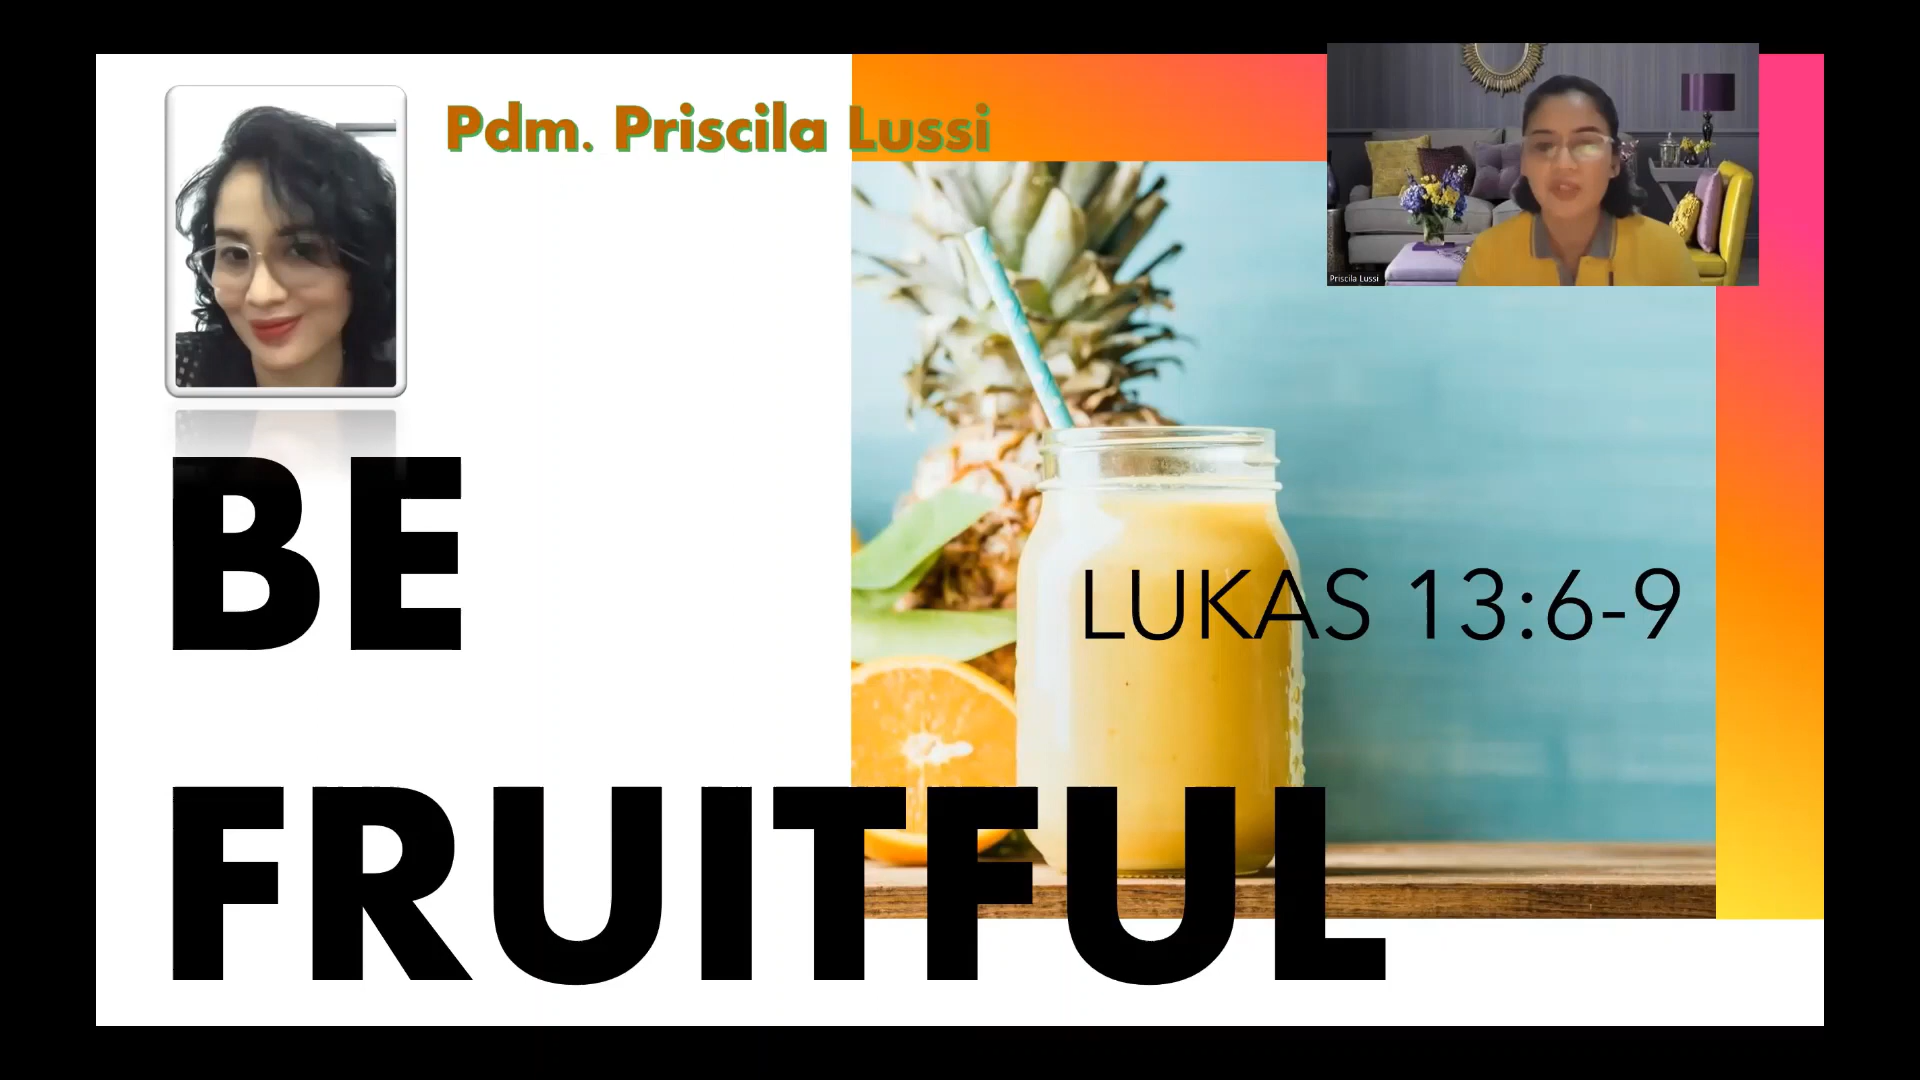 Pdm. Priscila Lussi
Priscila Lussi
BE
LUKAS 13:6-9
FRUITFUL